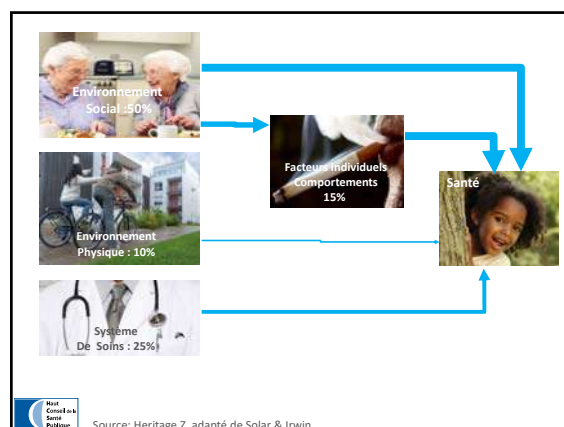 Environnement
Social :50%
Facteurs individuels
Comportements
15%
Santé
Environnement
Physique : 10%
Système
De Soins : 25%
Haut
Conseil de la
Santé
Publique
Source: Heritage Z, adapté de Solar & Irwin